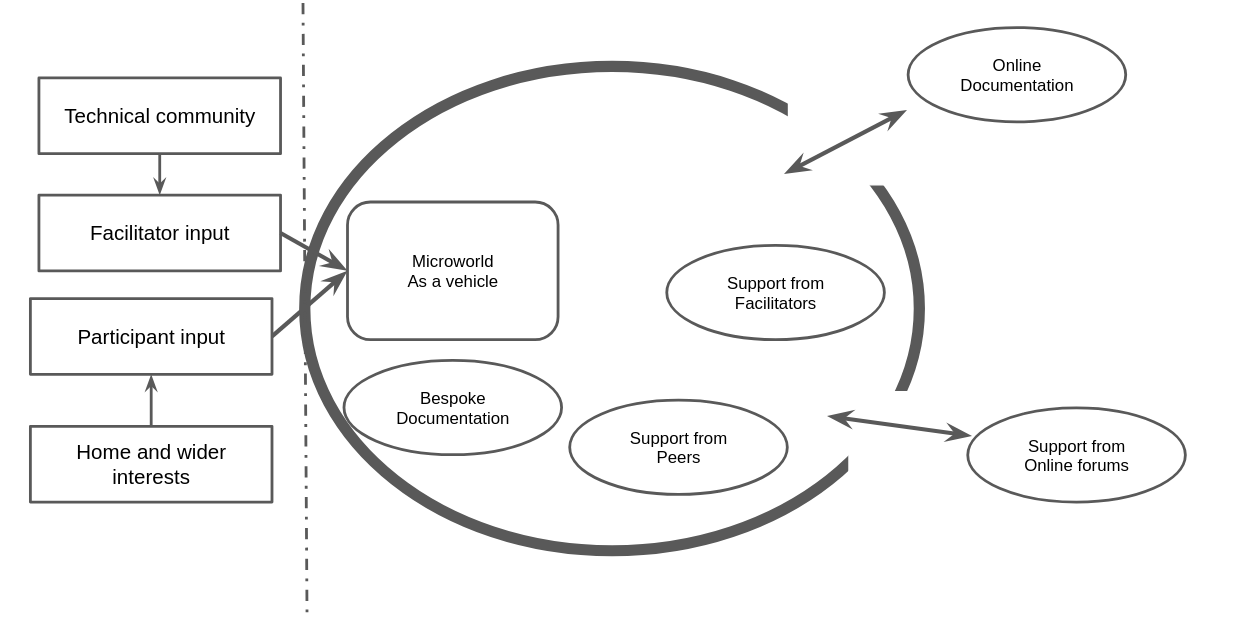 Technical community
Facilitator input
Participant input
Home and wider
interests
Microworld
As a vehicle
Bespoke
Documentation
Support from
Peers
Support from
Facilitators
Online
Documentation
Support from
Online forums